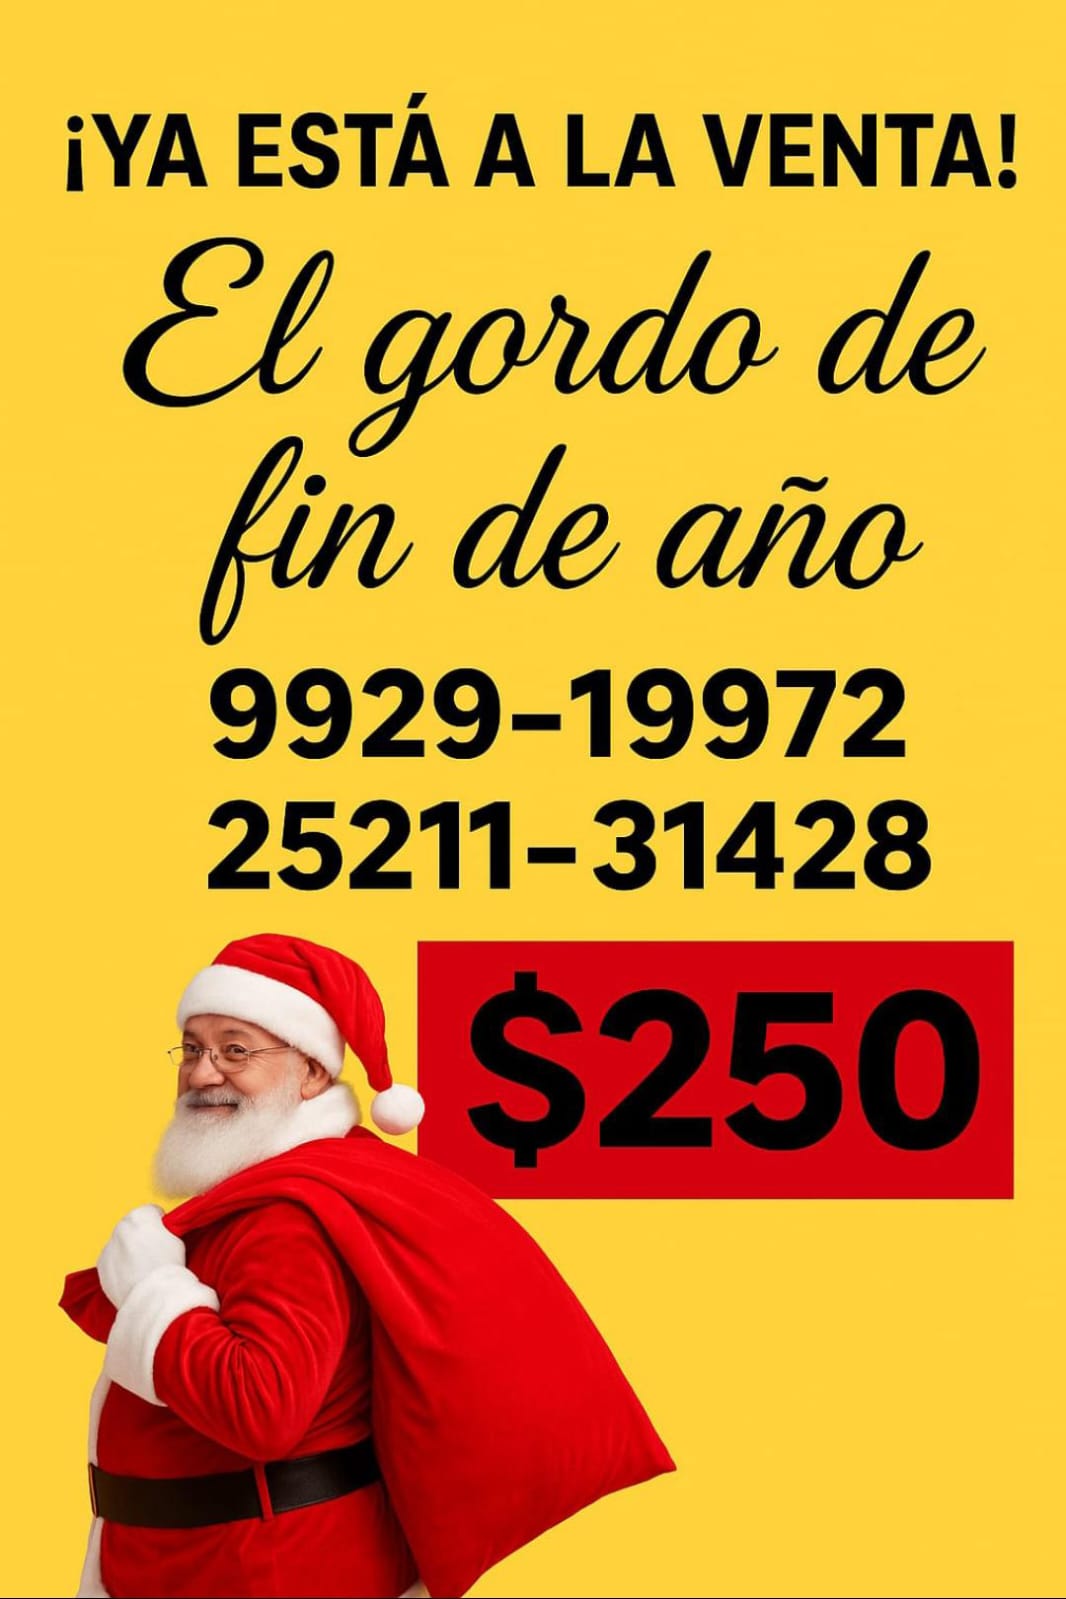 ¡YA ESTÁ A LA VENTA!
El gordo de
fin de año
9929-19972
25211-31428
$250